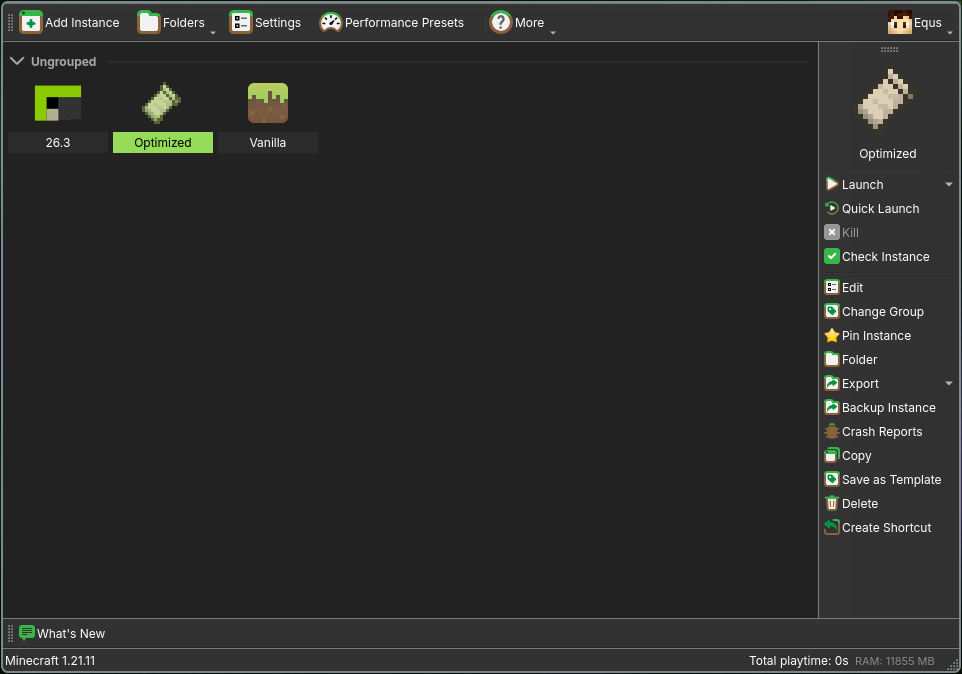 Add Instance Folders Settings Performance Presets ? More Equs
Ungrouped
26.3 Optimized Vanilla
Optimized
Launch
Quick Launch
Kill
Check Instance
Edit
Change Group
Pin Instance
Folder
Export
Backup Instance
Crash Reports
Copy
Save as Template
Delete
Create Shortcut
What's New
Minecraft 1.21.11 Total playtime: 0s RAM: 11855 MB